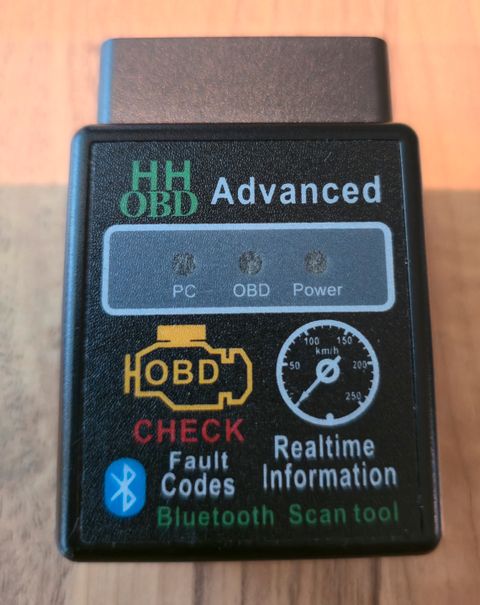 HH
OBD Advanced
PC OBD Power
OBD
CHECK
Fault
Codes
50 100 150 200 250
km/h
Realtime
Information
Bluetooth Scan tool